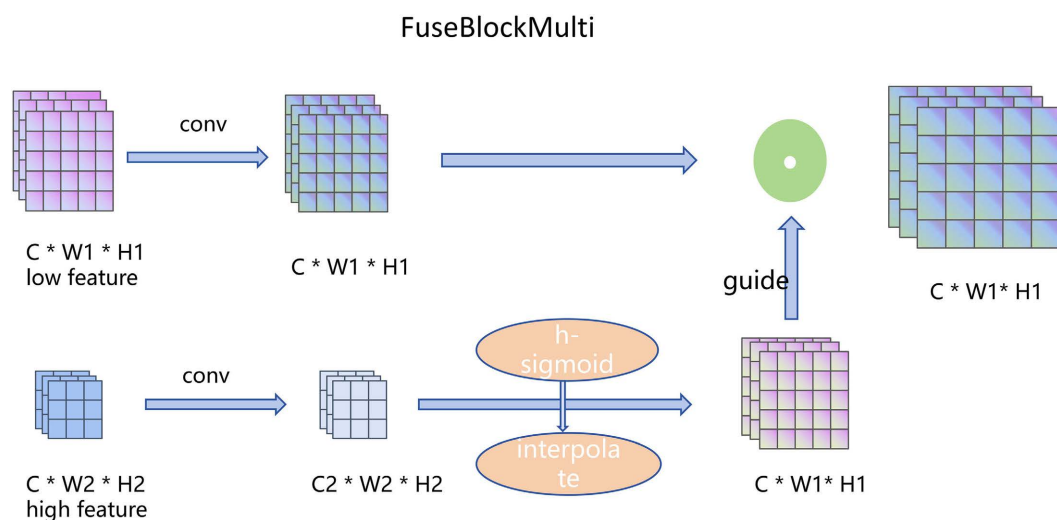 FuseBlockMulti
conv
C * W1 * H1
low feature
C * W1 * H1
guide
C * W1* H1
h-
sigmoid
conv
interpola
te
C * W2 * H2
high feature
C2 * W2 * H2
C * W1* H1